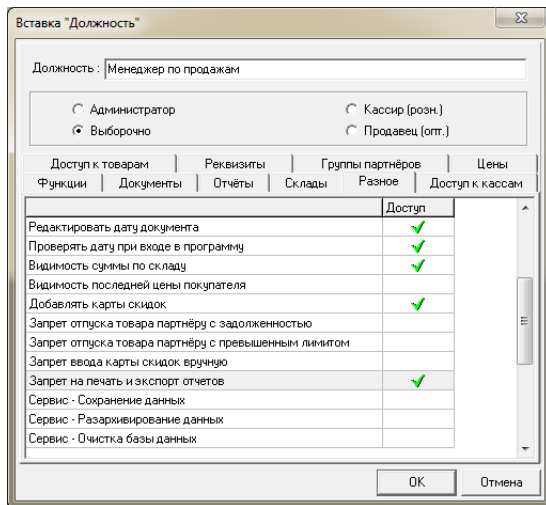 Вставка "Должность"
Должность : Менеджер по продажам
Администратор
Кассир (розн.)
Выборочно
Продавец (опт.)
Доступ к товарам
Реквизиты
Группы партнёров
Цены
Функции
Документы
Отчёты
Склады
Разное
Доступ к кассам
Доступ
Редактировать дату документа
Проверять дату при входе в программу
Видимость суммы по складу
Видимость последней цены покупателя
Добавлять карты скидок
Запрет отпуска товара партнёру с задолженностью
Запрет отпуска товара партнёру с превышенным лимитом
Запрет ввода карты скидок вручную
Запрет на печать и экспорт отчетов
Сервис - Сохранение данных
Сервис - Разархивирование данных
Сервис - Очистка базы данных
OK
Отмена